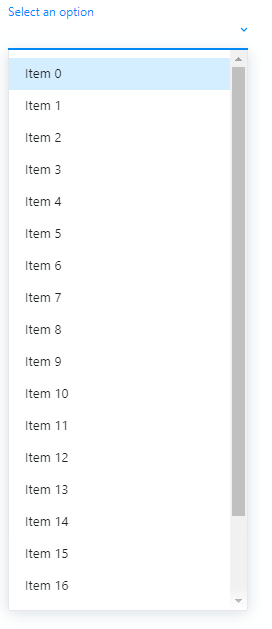 Select an option
Item 0
Item 1
Item 2
Item 3
Item 4
Item 5
Item 6
Item 7
Item 8
Item 9
Item 10
Item 11
Item 12
Item 13
Item 14
Item 15
Item 16